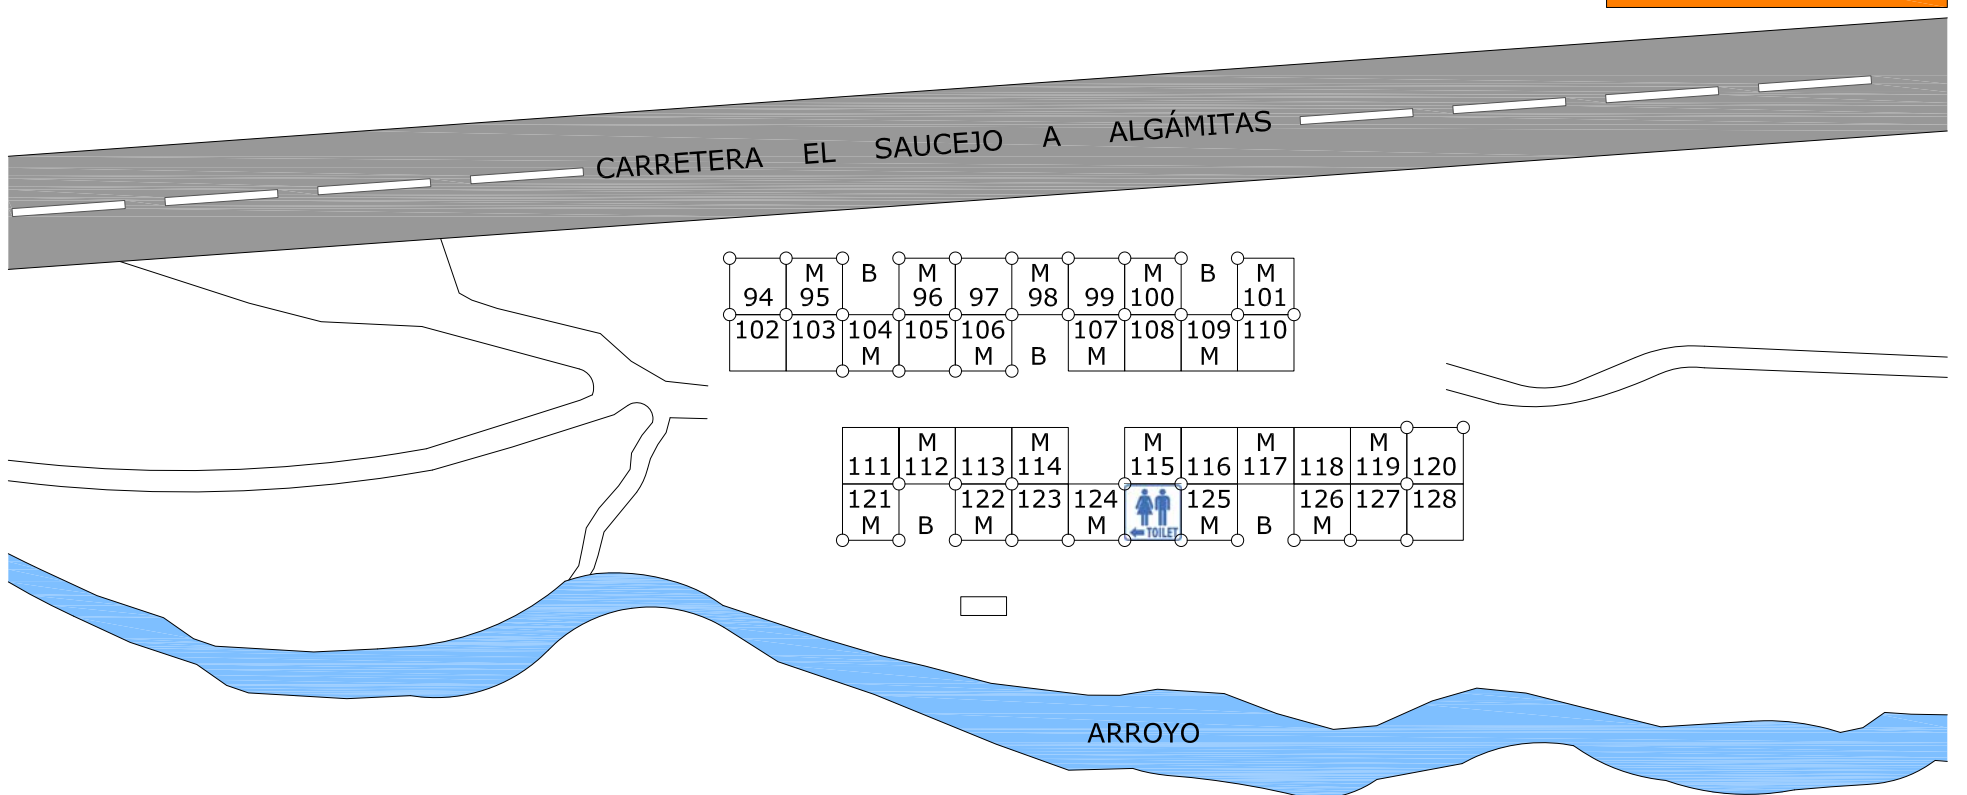 CARRETERA EL SAUCEJO A ALGÁMITAS
M B M M M B M
94 95 96 97 98 99 100 101
102 103 104 105 106 107 108 109 110
M M B M M
M M M M M
111 112 113 114 115 116 117 118 119 120
121 122 123 124 125 126 127 128
M B M M M B M
TOILET
ARROYO